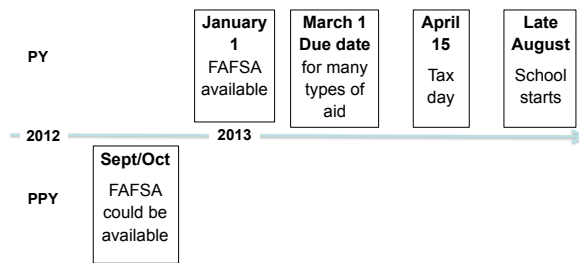 January
1
FAFSA
available
March 1
Due date
for many
types of
aid
April
15
Tax
day
Late
August
School
starts
PY
2012
2013
Sept/Oct
FAFSA
could be
available
PPY